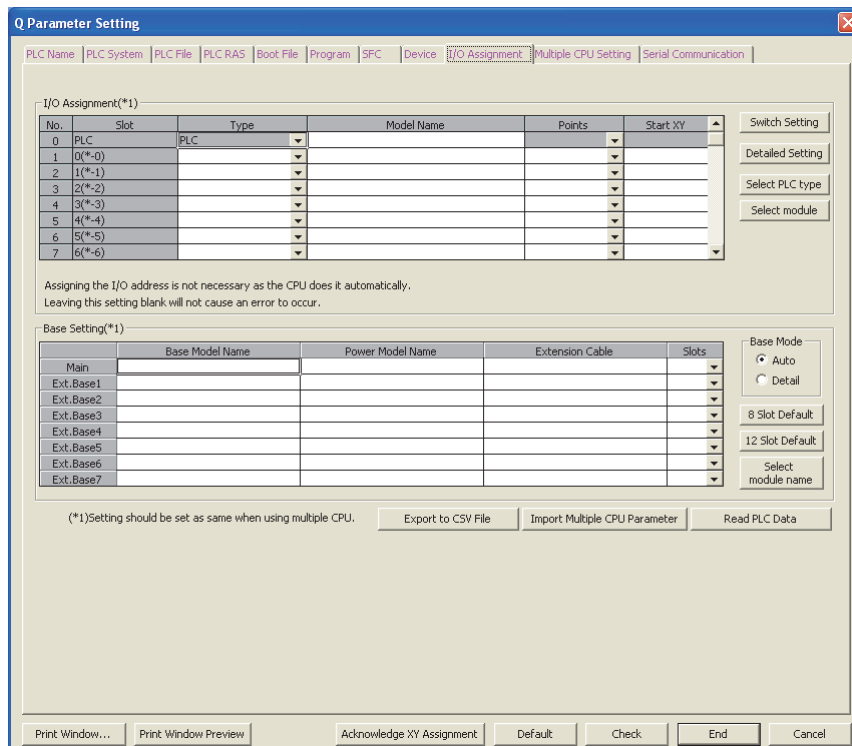 Q Parameter Setting
PLC Name PLC System PLC File PLC RAS Boot File Program SFC Device I/O Assignment Multiple CPU Setting Serial Communication
I/O Assignment(*1)
No. Slot Type Model Name Points Start XY
0 PLC PLC
1 0(*-0)
2 1(*-1)
3 2(*-2)
4 3(*-3)
5 4(*-4)
6 5(*-5)
7 6(*-6)
Switch Setting
Detailed Setting
Select PLC type
Select module
Assigning the I/O address is not necessary as the CPU does it automatically.
Leaving this setting blank will not cause an error to occur.
Base Setting(*1)
Base Model Name Power Model Name Extension Cable Slots
Main
Ext.Base1
Ext.Base2
Ext.Base3
Ext.Base4
Ext.Base5
Ext.Base6
Ext.Base7
Base Mode
Auto
Detail
8 Slot Default
12 Slot Default
Select
module name
(*1)Setting should be set as same when using multiple CPU. Export to CSV File Import Multiple CPU Parameter Read PLC Data
Print Window... Print Window Preview Acknowledge XY Assignment Default Check End Cancel